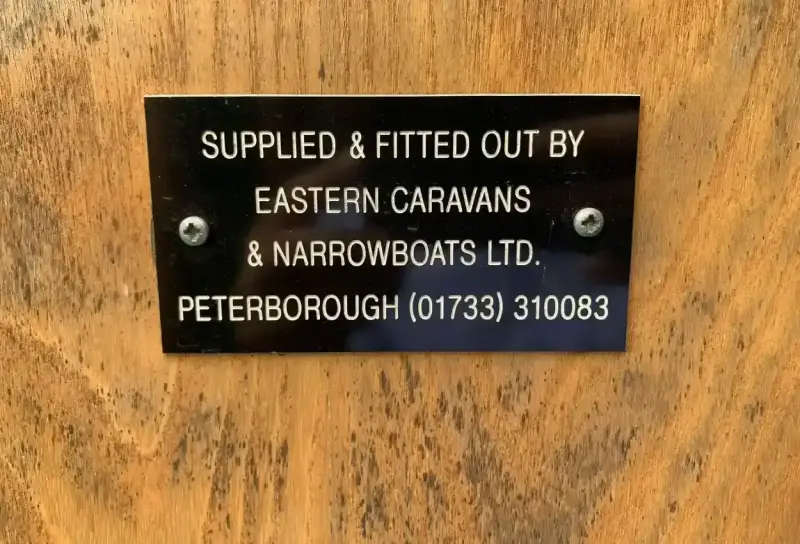 SUPPLIED & FITTED OUT BY
EASTERN CARAVANS
& NARROWBOATS LTD.
PETERBOROUGH (01733) 310083